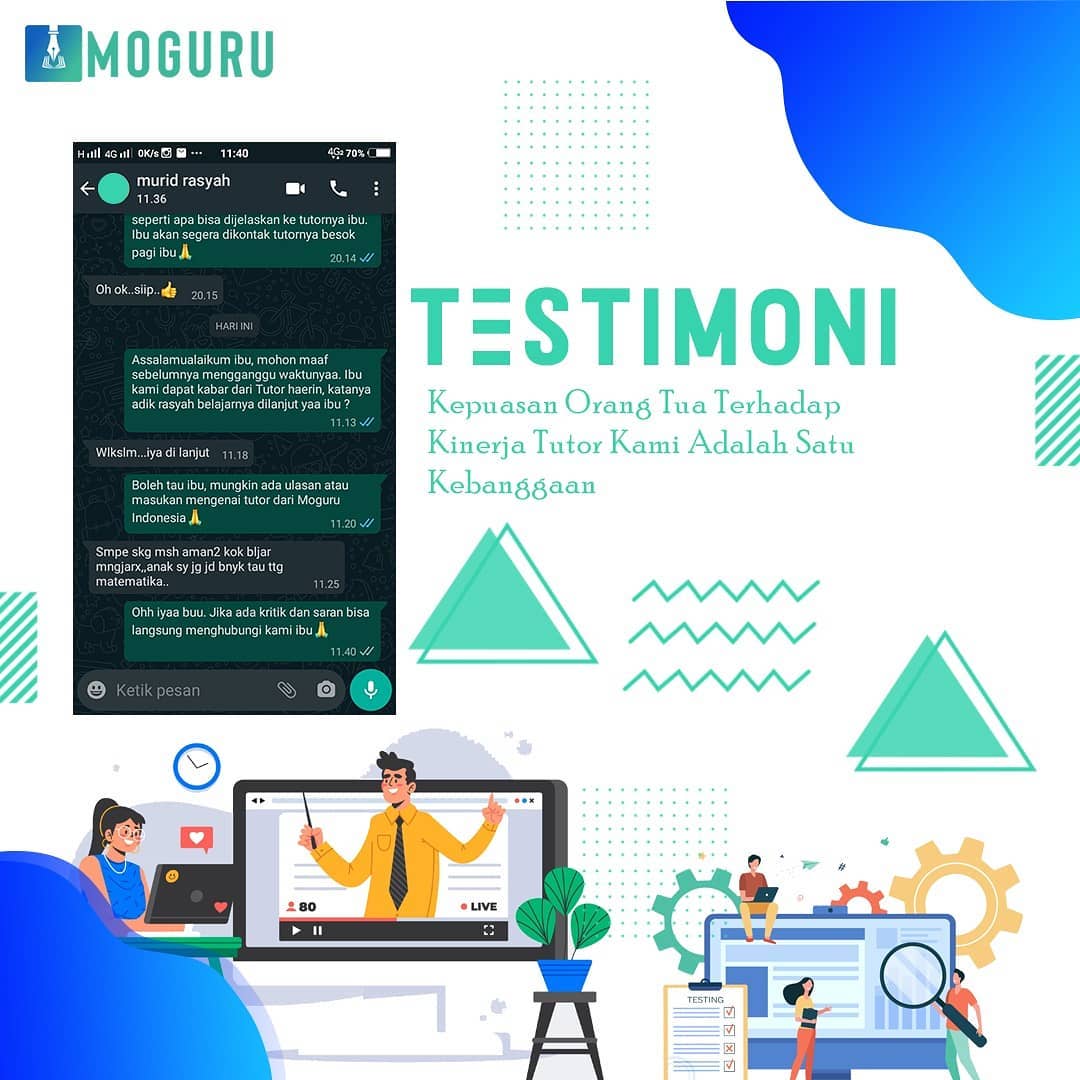 MOGURU
H 4G 0K/s ... 11:40 4G2 70%
murid rasyah
11.36
seperti apa bisa dijelaskan ke tutornya ibu.
Ibu akan segera dikontak tutornya besok
pagi ibu🙏
20.14
Oh ok..siip..👍 20.15
HARI INI
Assalamualaikum ibu, mohon maaf
sebelumnya mengganggu waktunyaa. Ibu
kami dapat kabar dari Tutor haerin, katanya
adik rasyah belajarnya dilanjut yaa ibu ?
11.13
Wlkslm...iya di lanjut 11.18
Boleh tau ibu, mungkin ada ulasan atau
masukan mengenai tutor dari Moguru
Indonesia🙏
11.20
Smpe skg msh aman2 kok bljar
mngjarx,,anak sy jg jd bnyk tau ttg
matematika..
11.25
Ohh iyaa buu. Jika ada kritik dan saran bisa
langsung menghubungi kami ibu🙏
11.40
Ketik pesan
TESTIMONI
Kepuasan Orang Tua Terhadap
Kinerja Tutor Kami Adalah Satu
Kebanggaan
80
LIVE
TESTING